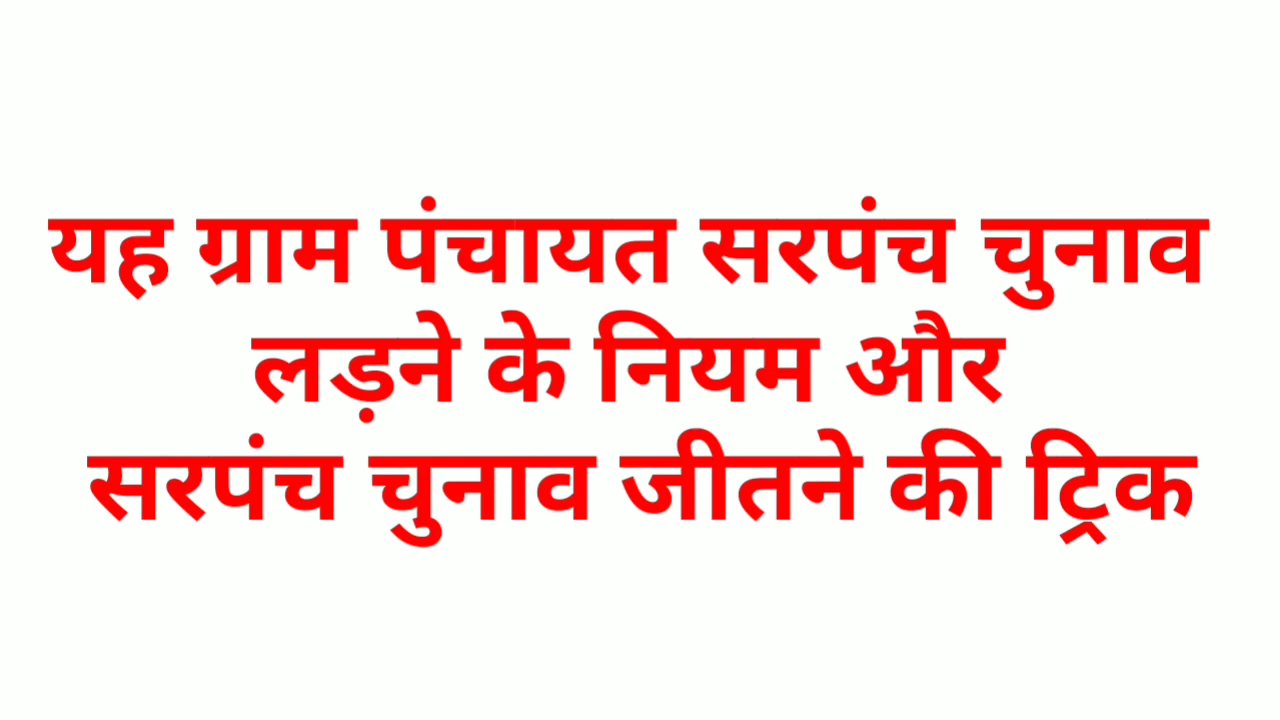 यह ग्राम पंचायत सरपंच चुनाव
लड़ने के नियम और
सरपंच चुनाव जीतने की ट्रिक